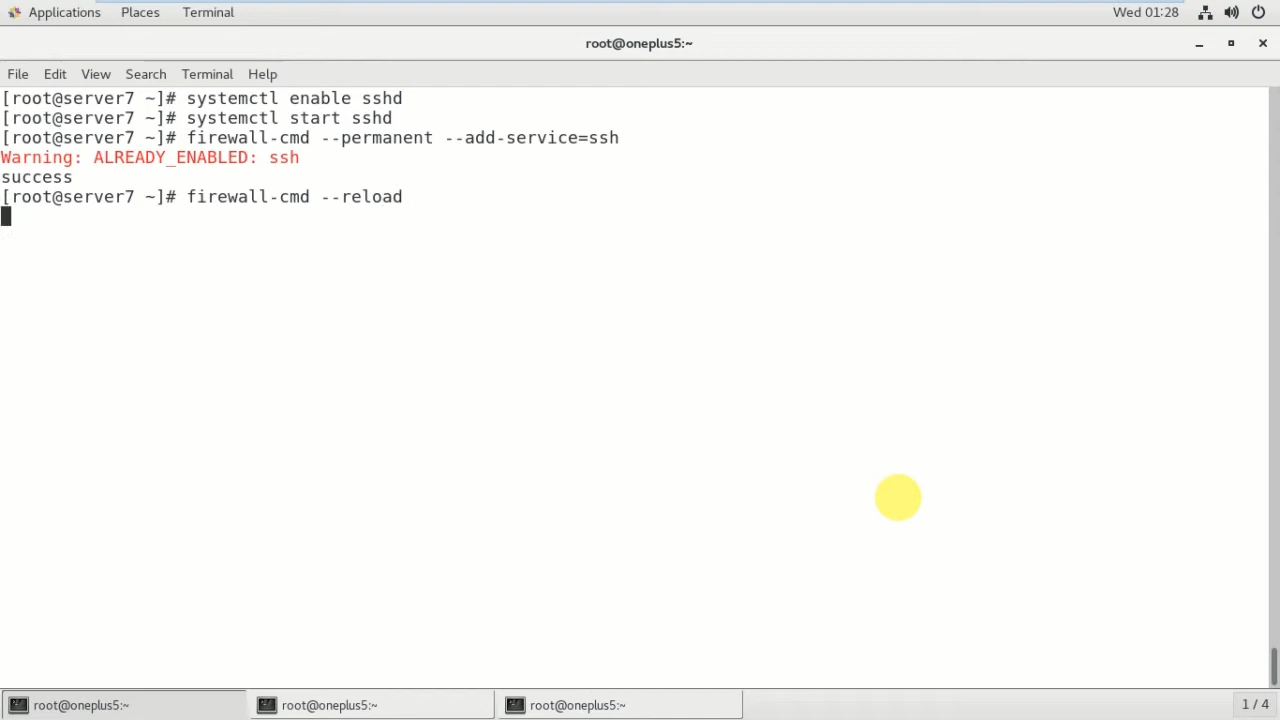 Applications Places Terminal Wed 01:28
root@oneplus5:~
File Edit View Search Terminal Help
[root@server7 ~]# systemctl enable sshd
[root@server7 ~]# systemctl start sshd
[root@server7 ~]# firewall-cmd --permanent --add-service=ssh
Warning: ALREADY_ENABLED: ssh
success
[root@server7 ~]# firewall-cmd --reload
root@oneplus5:~ root@oneplus5:~ root@oneplus5:~ 1 / 4